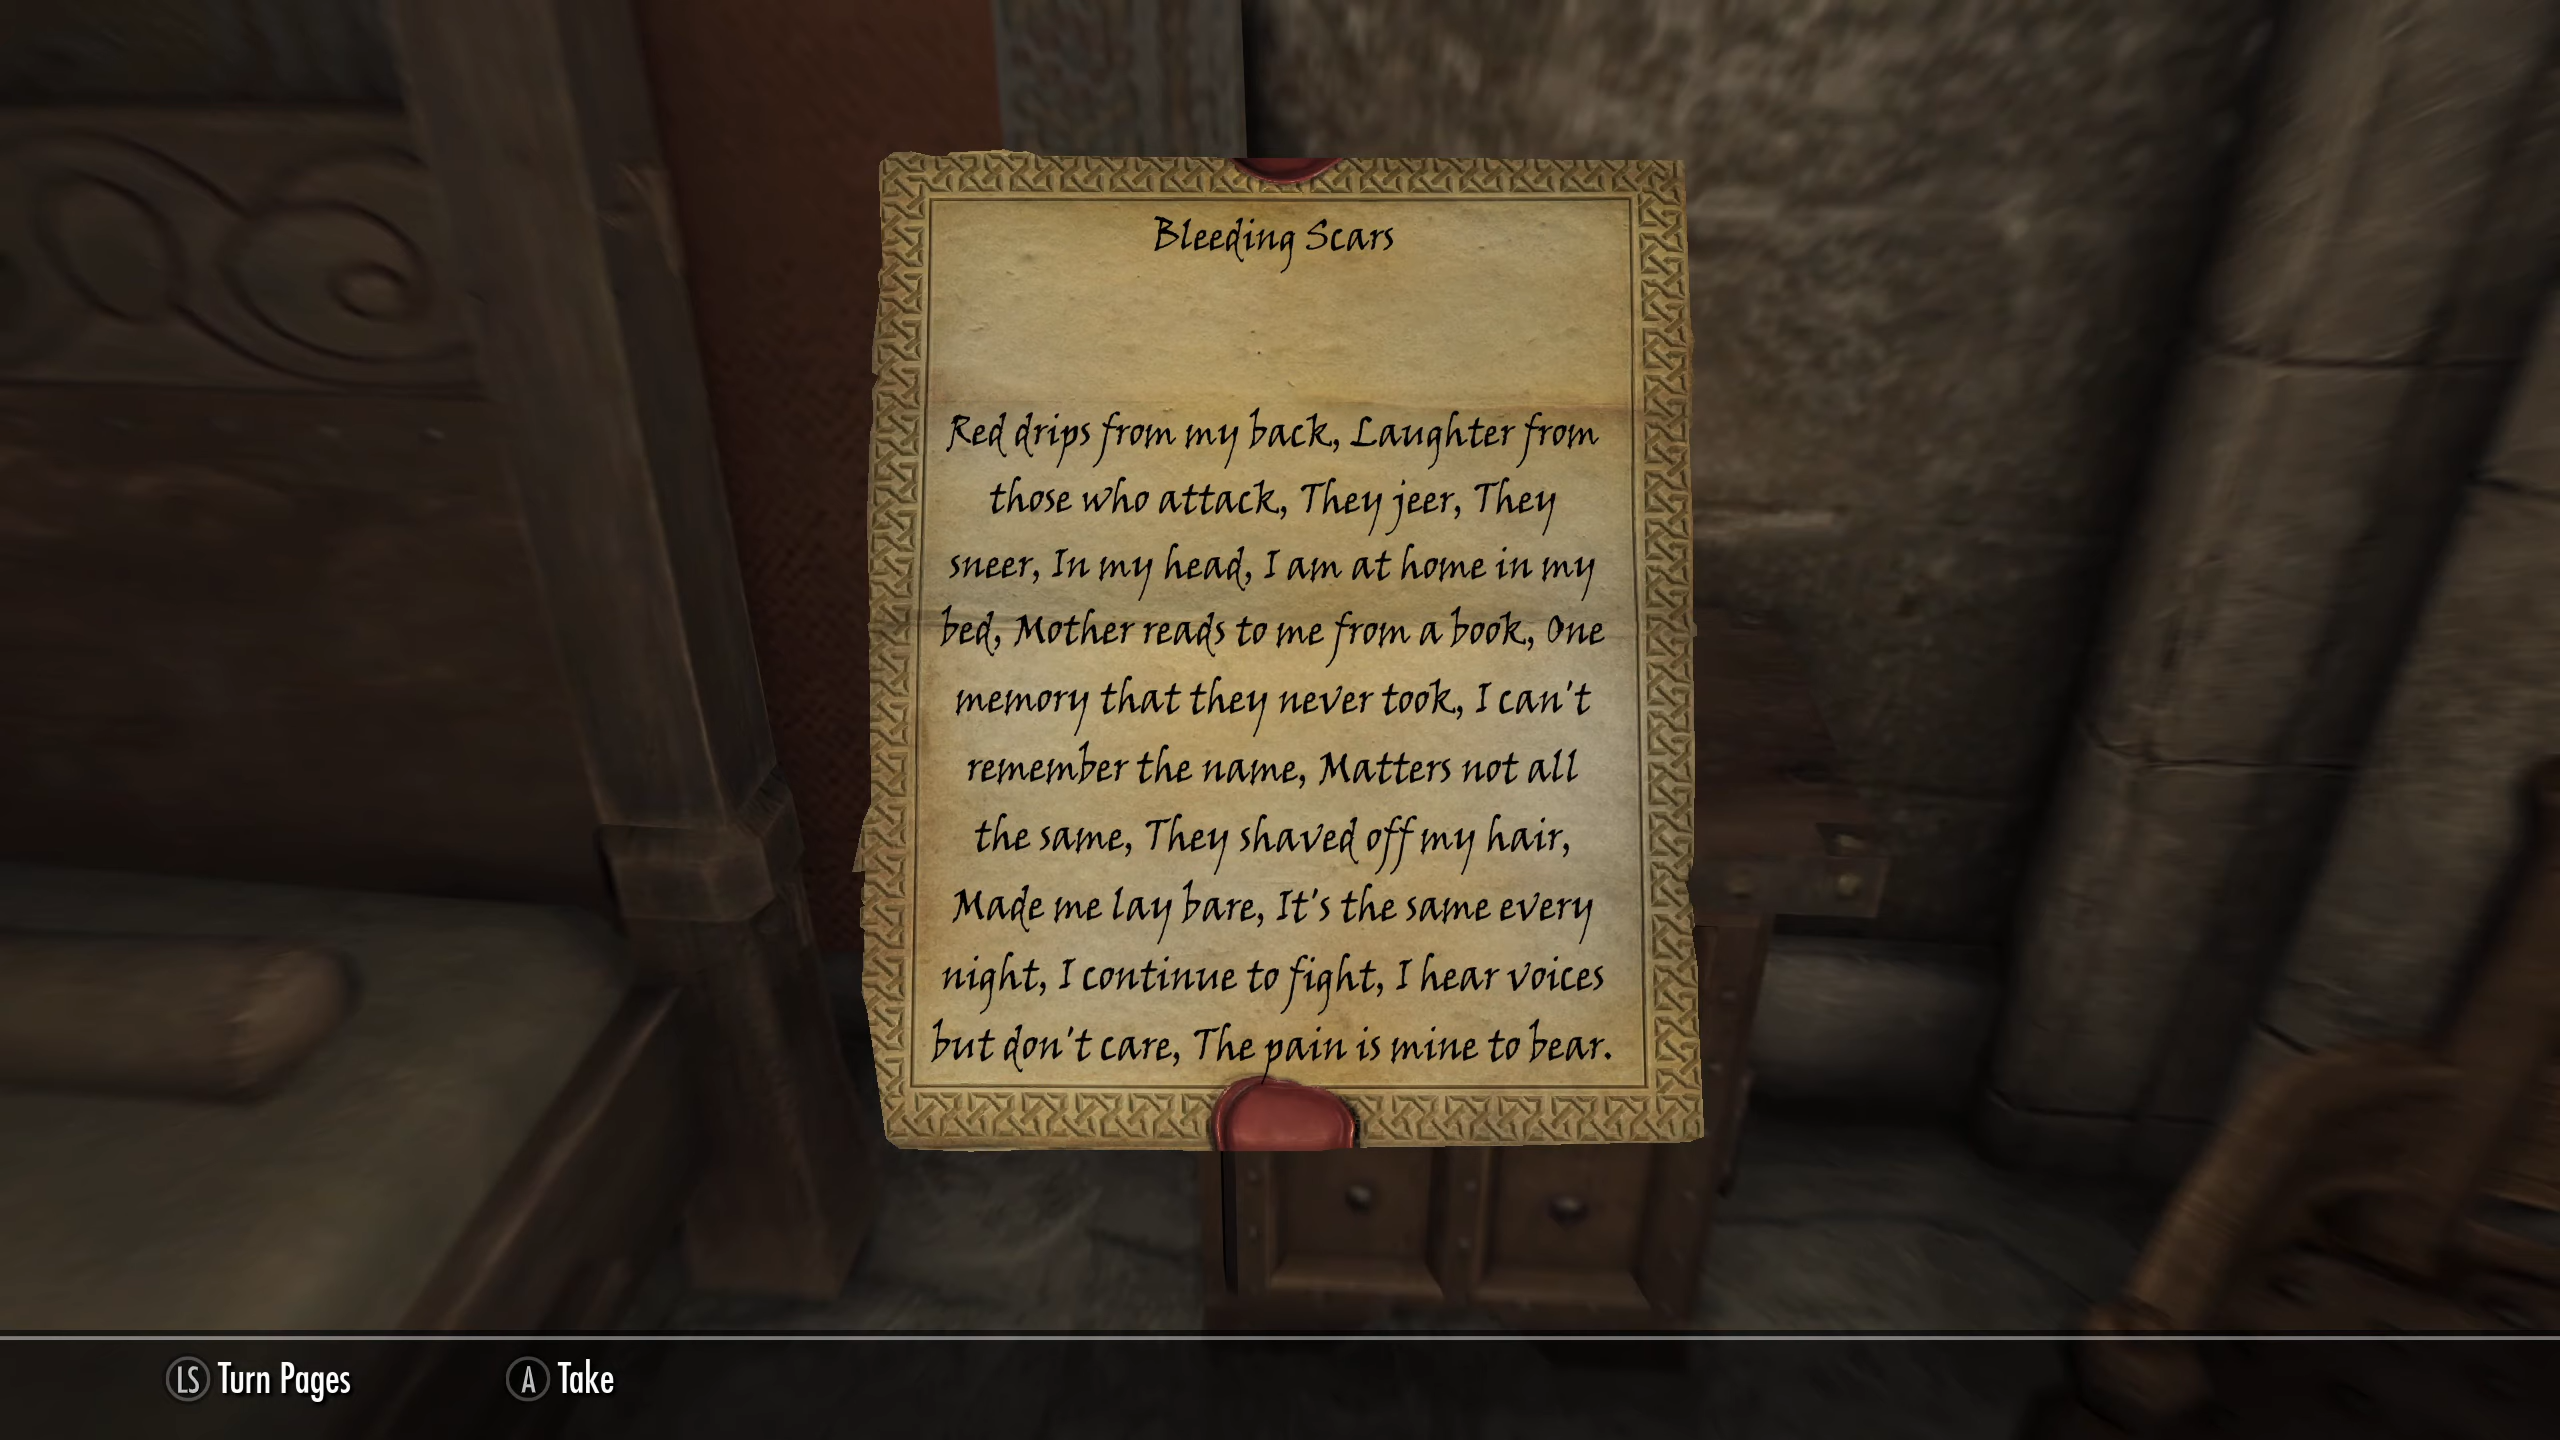 Bleeding Scars
Red drips from my back, Laughter from
those who attack, They jeer, They
sneer, In my head, I am at home in my
bed, Mother reads to me from a book, One
memory that they never took, I can't
remember the name, Matters not all
the same, They shaved off my hair,
Made me lay bare, It's the same every
night, I continue to fight, I hear voices
but don't care, The pain is mine to bear.
LS Turn Pages
A Take